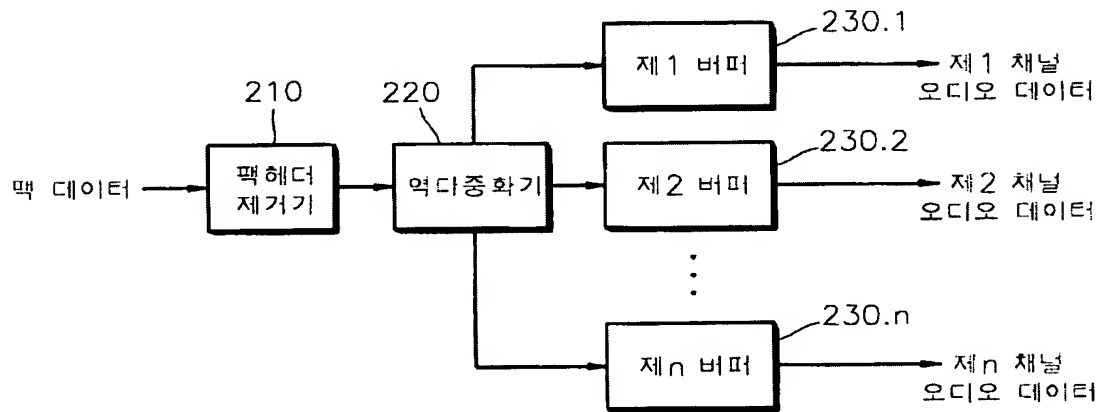 230.1
제1 버퍼
제1 채널
오디오 데이터
210
220
230.2
팩 데이터
팩헤더
제거기
역다중화기
제2 버퍼
제2 채널
오디오 데이터
230.n
제n 버퍼
제n 채널
오디오 데이터